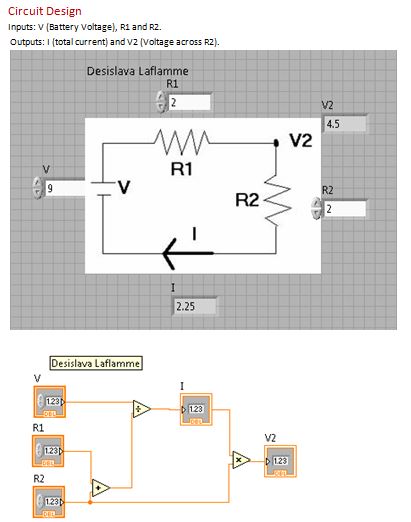 Circuit Design
Inputs: V (Battery Voltage), R1 and R2.
Outputs: I (total current) and V2 (Voltage across R2).
Desislava Laflamme
R1
2
V2
4.5
V2
R1
V
9
V
R2
R2
2
I
I
2.25
Desislava Laflamme
V
1.23
DBL
I
1.23
DBL
÷
R1
1.23
DBL
V2
1.23
DBL
x
R2
1.23
DBL
+